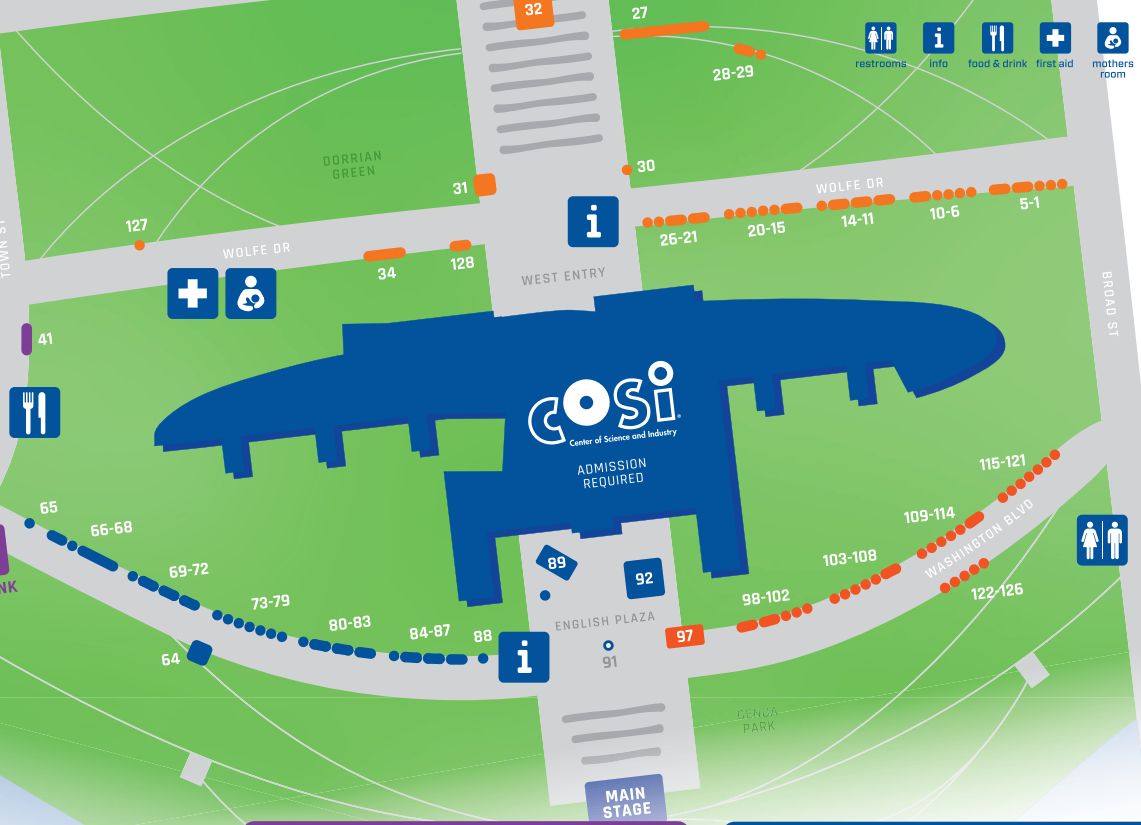 32
27
28-29
restrooms
info
food & drink
first aid
mothers
room
DORRIAN
GREEN
31
30
WOLFE DR
127
WOLFE DR
34
128
26-21
20-15
14-11
10-6
5-1
TOWN ST
WEST ENTRY
BROAD ST
41
COSI
Center of Science and Industry
ADMISSION
REQUIRED
65
66-68
69-72
73-79
80-83
84-87
88
64
89
92
ENGLISH PLAZA
91
97
98-102
103-108
109-114
115-121
WASHINGTON BLVD
122-126
GENOA
PARK
MAIN
STAGE